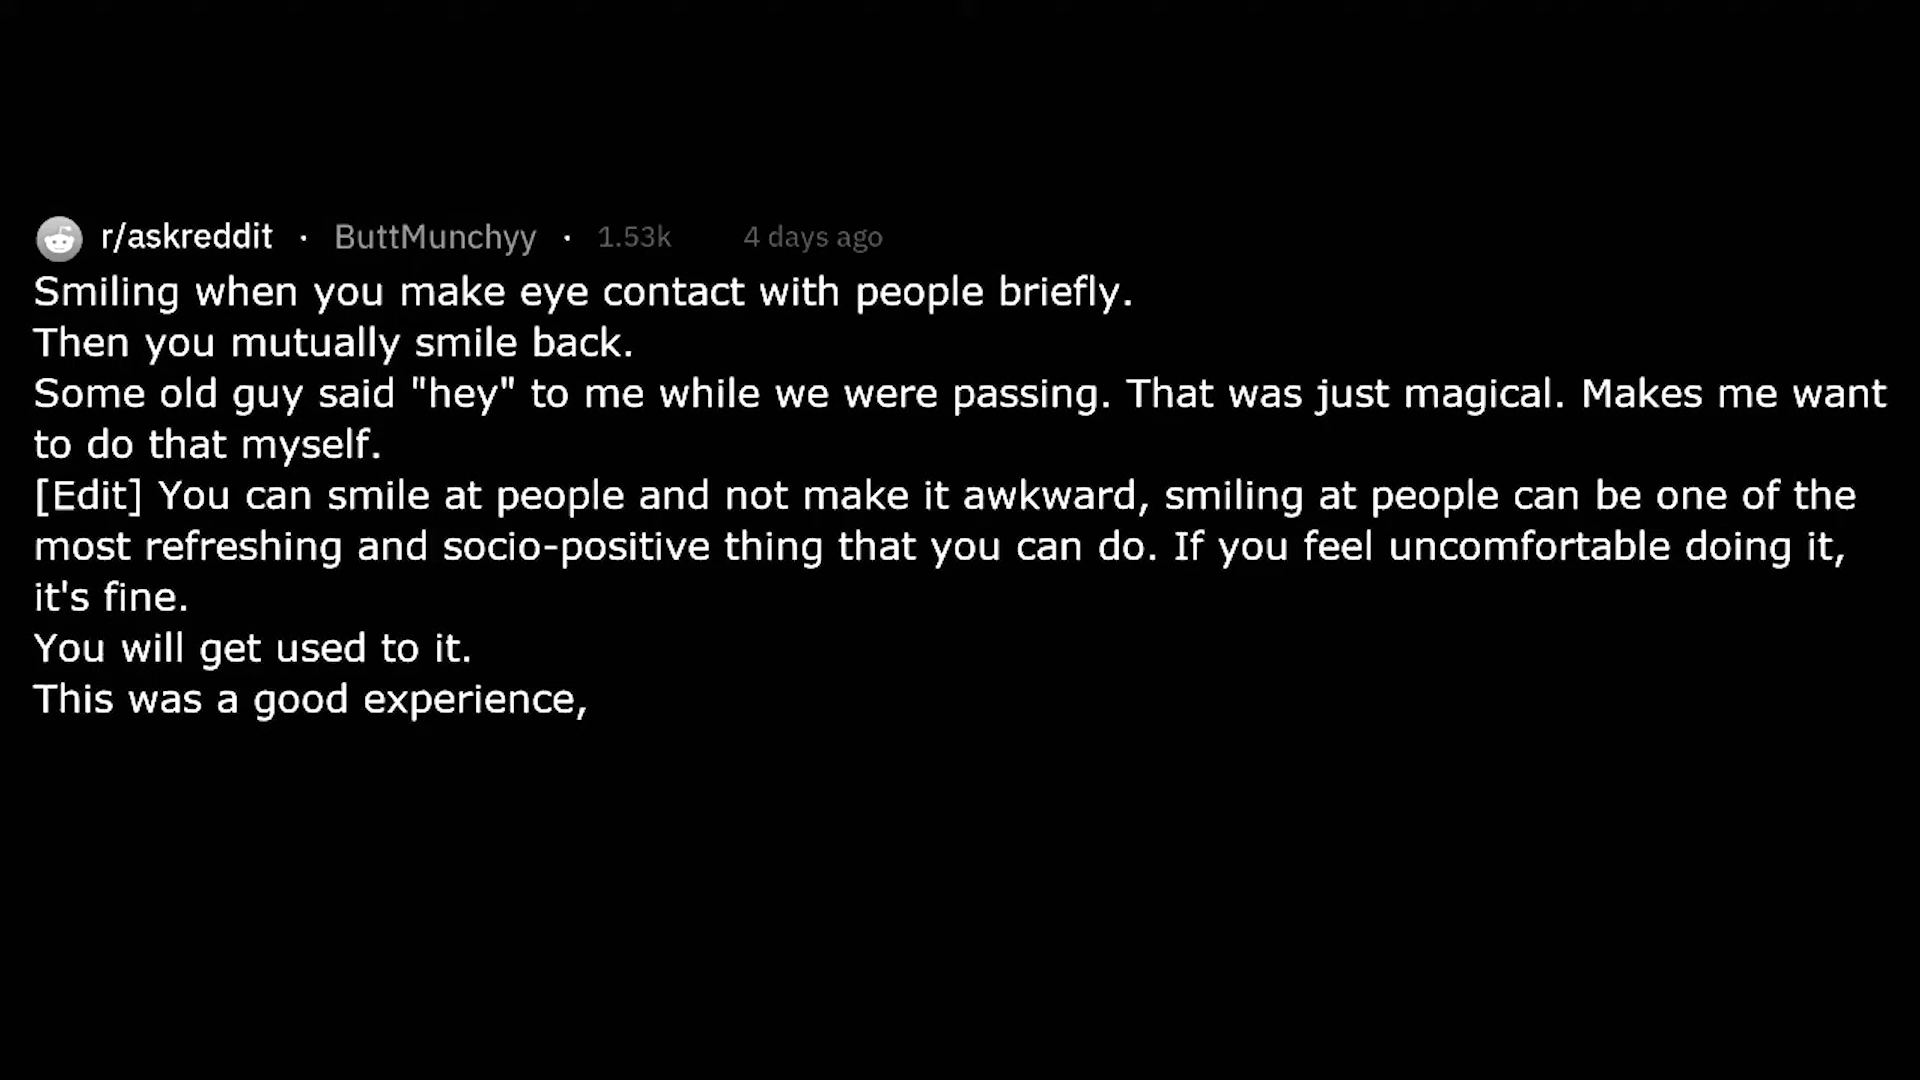 r/askreddit · ButtMunchyy · 1.53k 4 days ago
Smiling when you make eye contact with people briefly.
Then you mutually smile back.
Some old guy said "hey" to me while we were passing. That was just magical. Makes me want
to do that myself.
[Edit] You can smile at people and not make it awkward, smiling at people can be one of the
most refreshing and socio-positive thing that you can do. If you feel uncomfortable doing it,
it's fine.
You will get used to it.
This was a good experience,